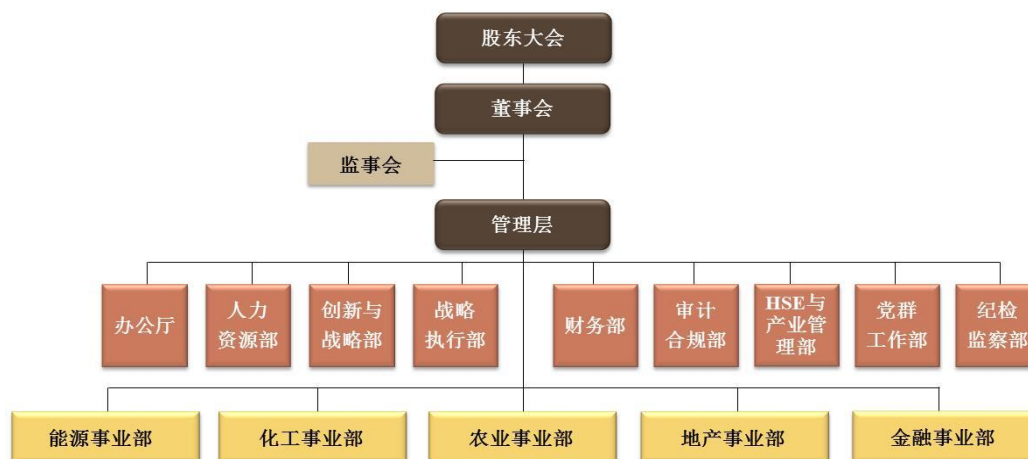 股东大会
董事会
监事会
管理层
办公厅
人力
资源部
创新与
战略部
战略
执行部
财务部
审计
合规部
HSE与
产业管
理部
党群
工作部
纪检
监察部
能源事业部
化工事业部
农业事业部
地产事业部
金融事业部